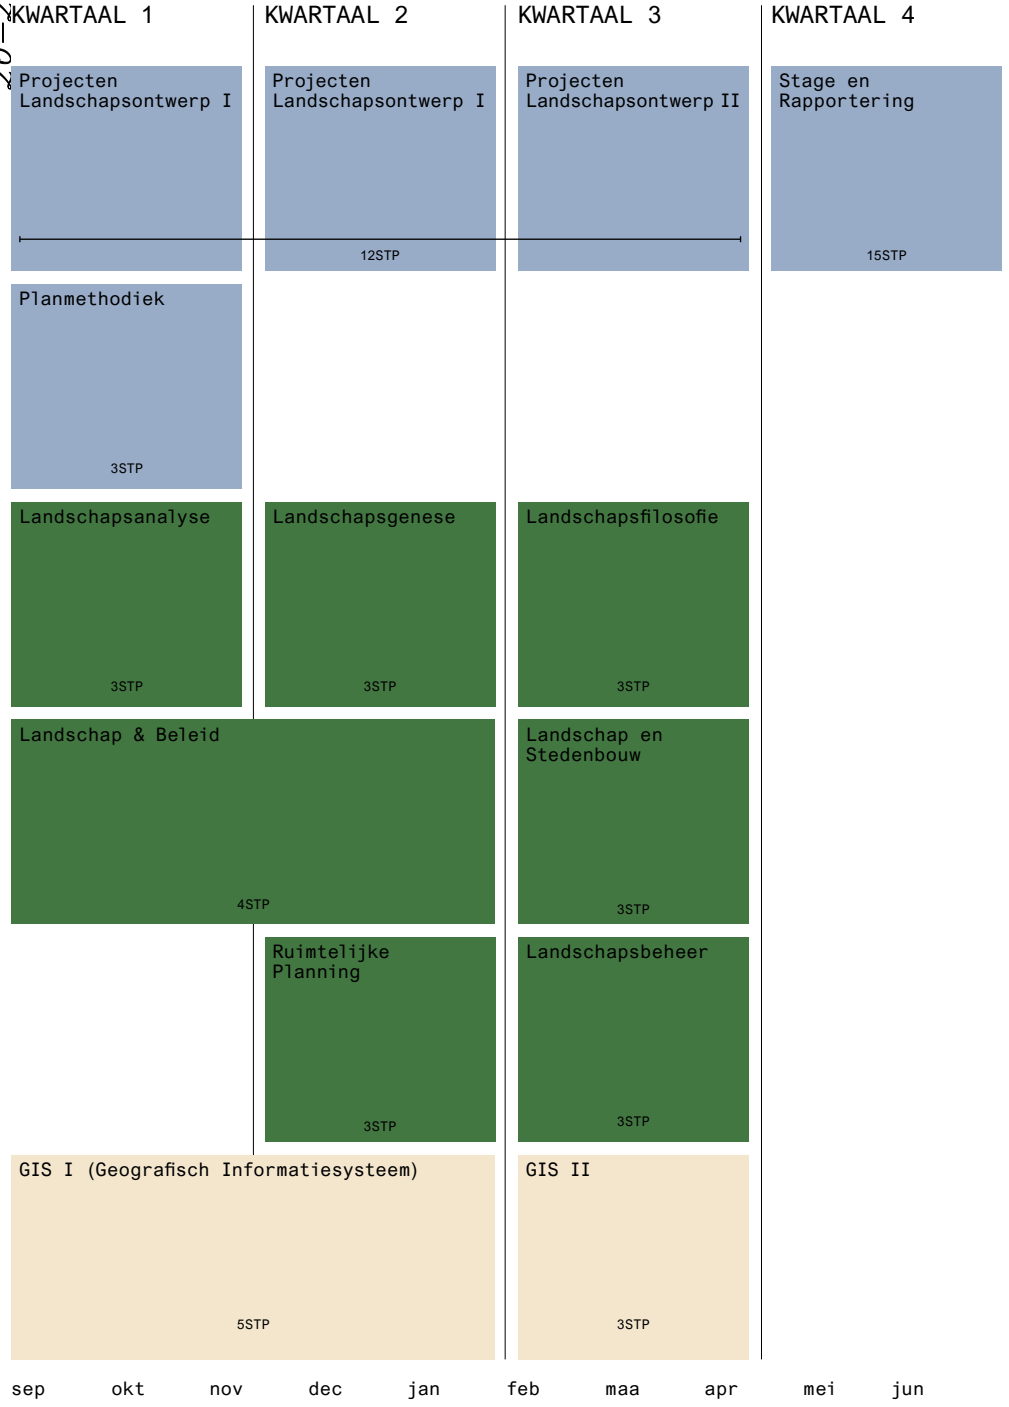 KWARTAAL 1
KWARTAAL 2
KWARTAAL 3
KWARTAAL 4
Projecten
Landschapsontwerp I
Projecten
Landschapsontwerp I
12STP
Projecten
Landschapsontwerp II
Stage en
Rapportering
15STP
Planmethodiek
3STP
Landschapsanalyse
3STP
Landschapsgenese
3STP
Landschapsfilosofie
3STP
Landschap & Beleid
4STP
Landschap en
Stedenbouw
3STP
Ruimtelijke
Planning
3STP
Landschapsbeheer
3STP
GIS I (Geografisch Informatiesysteem)
5STP
GIS II
3STP
sep okt nov dec jan feb maa apr mei jun